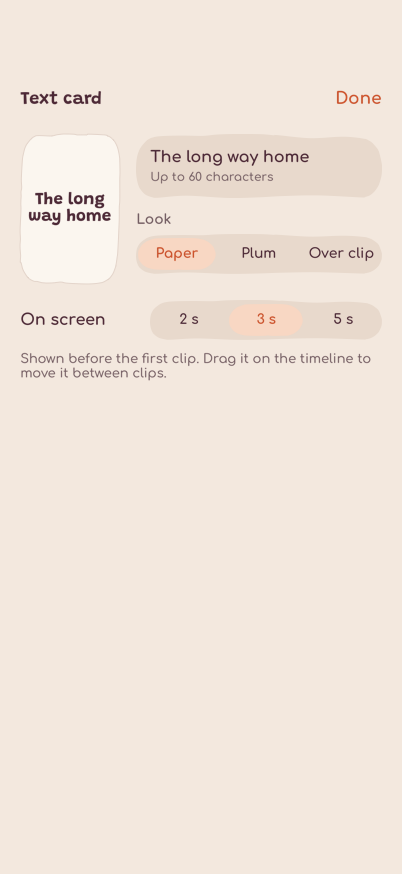 Text card
Done
The long
way home
The long way home
Up to 60 characters
Look
Paper
Plum
Over clip
On screen
2 s
3 s
5 s
Shown before the first clip. Drag it on the timeline to
move it between clips.